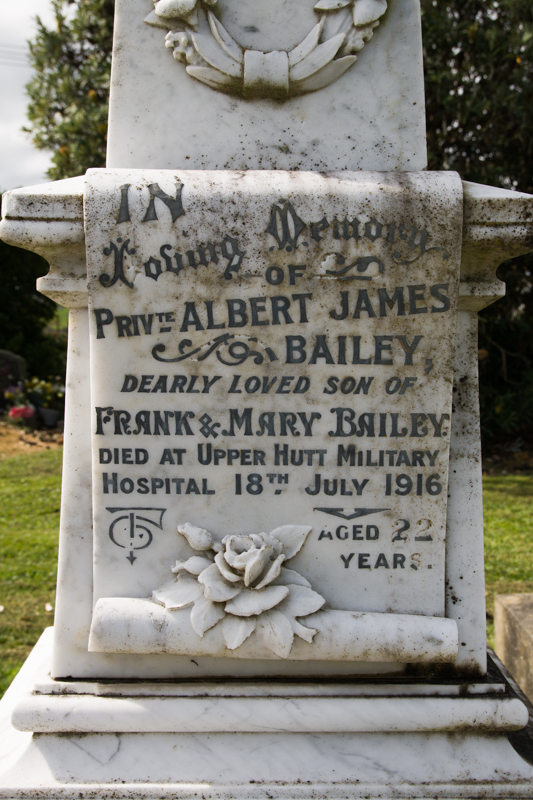 IN
Loving Memory
OF
PRIVTE ALBERT JAMES
BAILEY,
DEARLY LOVED SON OF
FRANK & MARY BAILEY.
DIED AT UPPER HUTT MILITARY
HOSPITAL 18TH JULY 1916
AGED 22
YEARS.